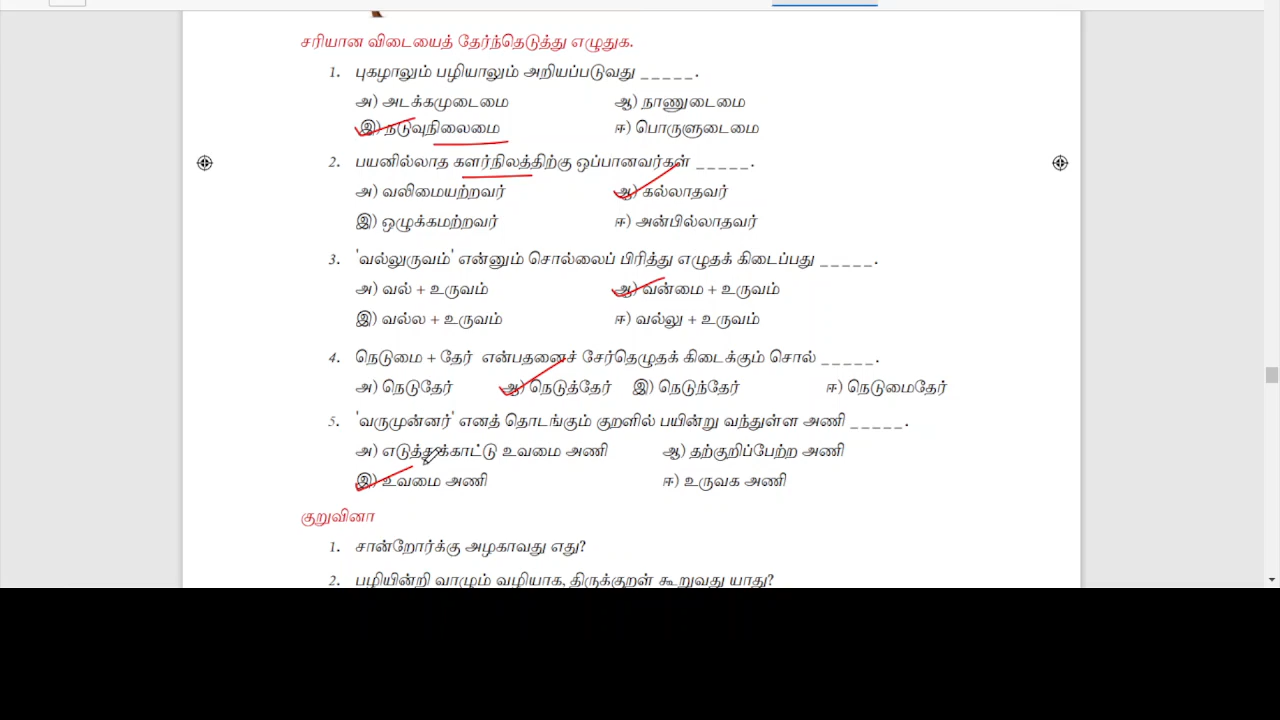 சரியான விடையைத் தேர்ந்தெடுத்து எழுதுக.
1. புகழாலும் பழியாலும் அறியப்படுவது _____.
அ) அடக்கமுடைமை ஆ) நாணுடைமை
இ) நடுவுநிலைமை ஈ) பொருளுடைமை
2. பயனில்லாத களர்நிலத்திற்கு ஒப்பானவர்கள் _____.
அ) வலிமையற்றவர் ஆ) கல்லாதவர்
இ) ஒழுக்கமற்றவர் ஈ) அன்பில்லாதவர்
3. 'வல்லுருவம்' என்னும் சொல்லைப் பிரித்து எழுதக் கிடைப்பது _____.
அ) வல் + உருவம் ஆ) வன்மை + உருவம்
இ) வல்ல + உருவம் ஈ) வல்லு + உருவம்
4. நெடுமை + தேர் என்பதனைச் சேர்தெழுதக் கிடைக்கும் சொல் _____.
அ) நெடுதேர் ஆ) நெடுத்தேர் இ) நெடுந்தேர் ஈ) நெடுமைதேர்
5. 'வருமுன்னர்' எனத் தொடங்கும் குறளில் பயின்று வந்துள்ள அணி _____.
அ) எடுத்துக்காட்டு உவமை அணி ஆ) தற்குறிப்பேற்ற அணி
இ) உவமை அணி ஈ) உருவக அணி
குறுவினா
1. சான்றோர்க்கு அழகாவது எது?
2. பழியின்றி வாழும் வழியாக, திருக்குறள் கூறுவது யாது?